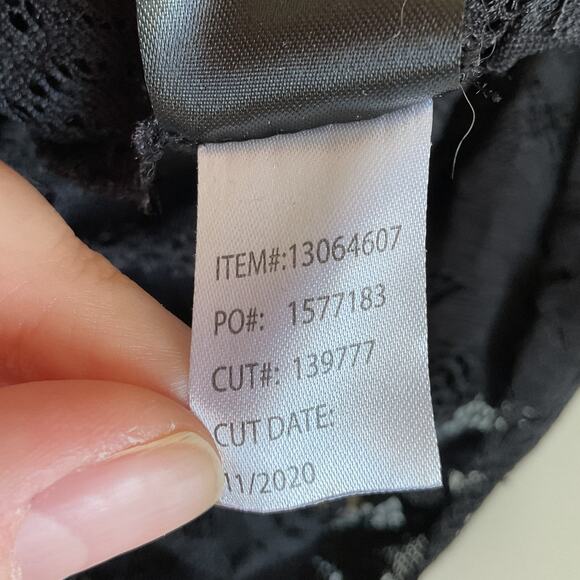 ITEM#:13064607
PO#: 1577183
CUT#: 139777
CUT DATE:
11/2020